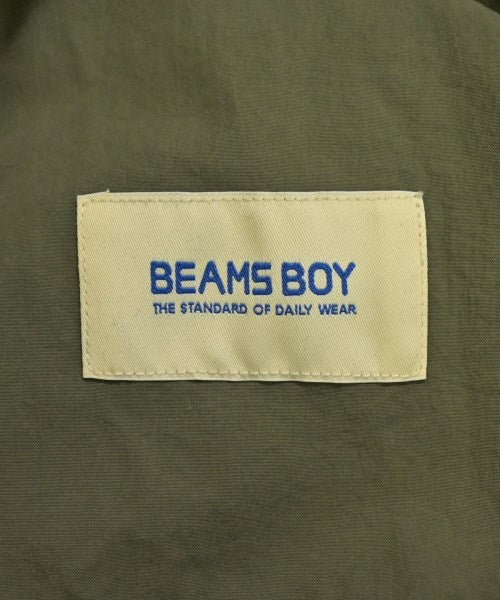 BEAMS BOY
THE STANDARD OF DAILY WEAR